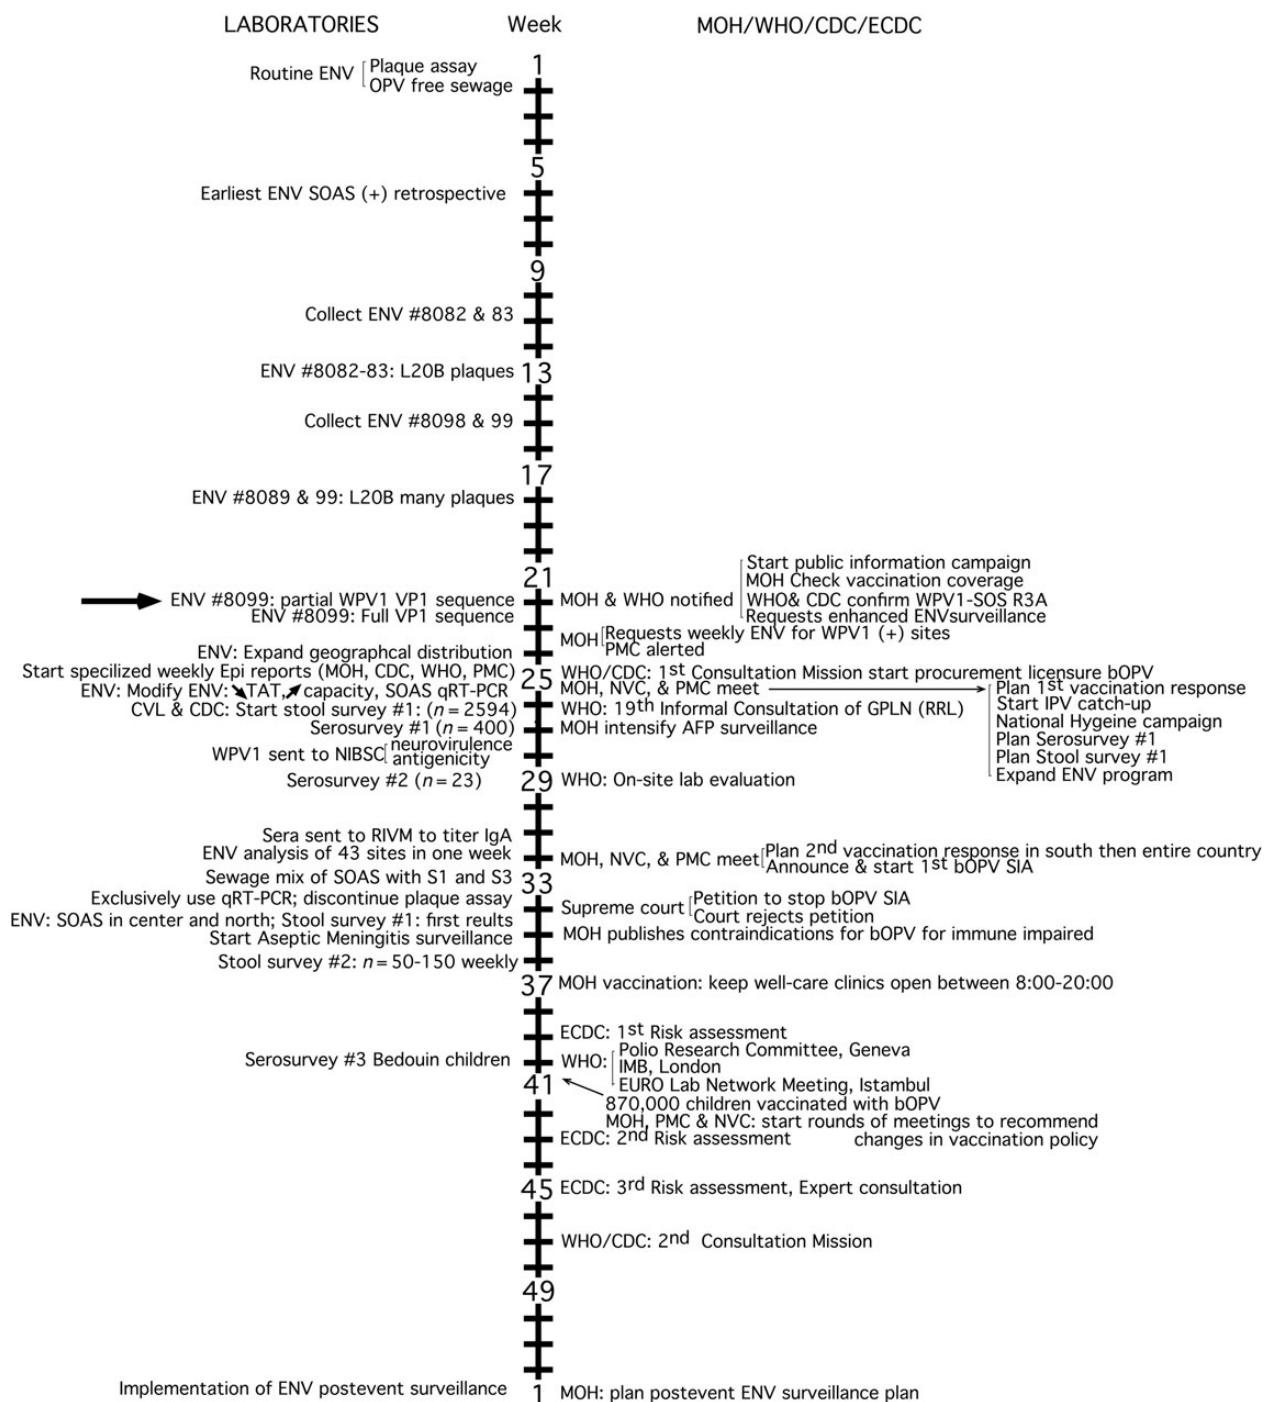 LABORATORIES Week MOH/WHO/CDC/ECDC
1
Routine ENV Plaque assay
OPV free sewage
5
Earliest ENV SOAS (+) retrospective
9
Collect ENV #8082 & 83
ENV #8082-83: L20B plaques 13
Collect ENV #8098 & 99
17
ENV #8089 & 99: L20B many plaques
21
Start public information campaign
MOH Check vaccination coverage
ENV #8099: partial WPV1 VP1 sequence MOH & WHO notified WHO& CDC confirm WPV1-SOS R3A
ENV #8099: Full VP1 sequence Requests enhanced ENVsurveillance
MOH Requests weekly ENV for WPV1 (+) sites
ENV: Expand geographcal distribution PMC alerted
Start specilized weekly Epi reports (MOH, CDC, WHO, PMC) 25 WHO/CDC: 1st Consultation Mission start procurement licensure bOPV
ENV: Modify ENV: TAT, capacity, SOAS qRT-PCR MOH, NVC, & PMC meet Plan 1st vaccination response
Start IPV catch-up
CVL & CDC: Start stool survey #1: (n = 2594) WHO: 19th Informal Consultation of GPLN (RRL)
National Hygeine campaign
Serosurvey #1 (n = 400) MOH intensify AFP surveillance
Plan Serosurvey #1
WPV1 sent to NIBSC neurovirulence
antigenicity
Plan Stool survey #1
Expand ENV program
Serosurvey #2 (n = 23) 29 WHO: On-site lab evaluation
Sera sent to RIVM to titer IgA
ENV analysis of 43 sites in one week MOH, NVC, & PMC meet Plan 2nd vaccination response in south then entire country
Announce & start 1st bOPV SIA
Sewage mix of SOAS with S1 and S3 33
Exclusively use qRT-PCR; discontinue plaque assay Supreme court Petition to stop bOPV SIA
ENV: SOAS in center and north; Stool survey #1: first reults Court rejects petition
Start Aseptic Meningitis surveillance MOH publishes contraindications for bOPV for immune impaired
Stool survey #2: n = 50-150 weekly
37 MOH vaccination: keep well-care clinics open between 8:00-20:00
ECDC: 1st Risk assessment
Serosurvey #3 Bedouin children WHO: Polio Research Committee, Geneva
IMB, London
41 EURO Lab Network Meeting, Istambul
870,000 children vaccinated with bOPV
MOH, PMC & NVC: start rounds of meetings to recommend
ECDC: 2nd Risk assessment changes in vaccination policy
45 ECDC: 3rd Risk assessment, Expert consultation
WHO/CDC: 2nd Consultation Mission
49
Implementation of ENV postevent surveillance 1 MOH: plan postevent ENV surveillance plan